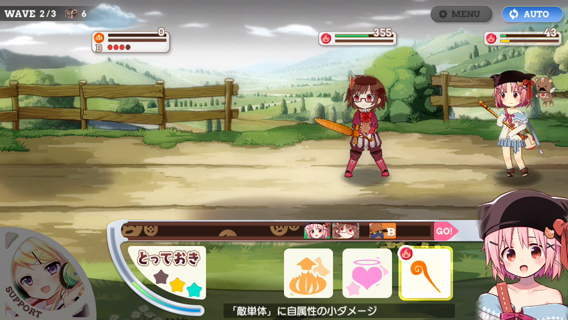 WAVE 2/3 6
MENU
AUTO
0
B
355
43
B
GO!
とっておき
SUPPORT
「敵単体」に自属性の小ダメージ